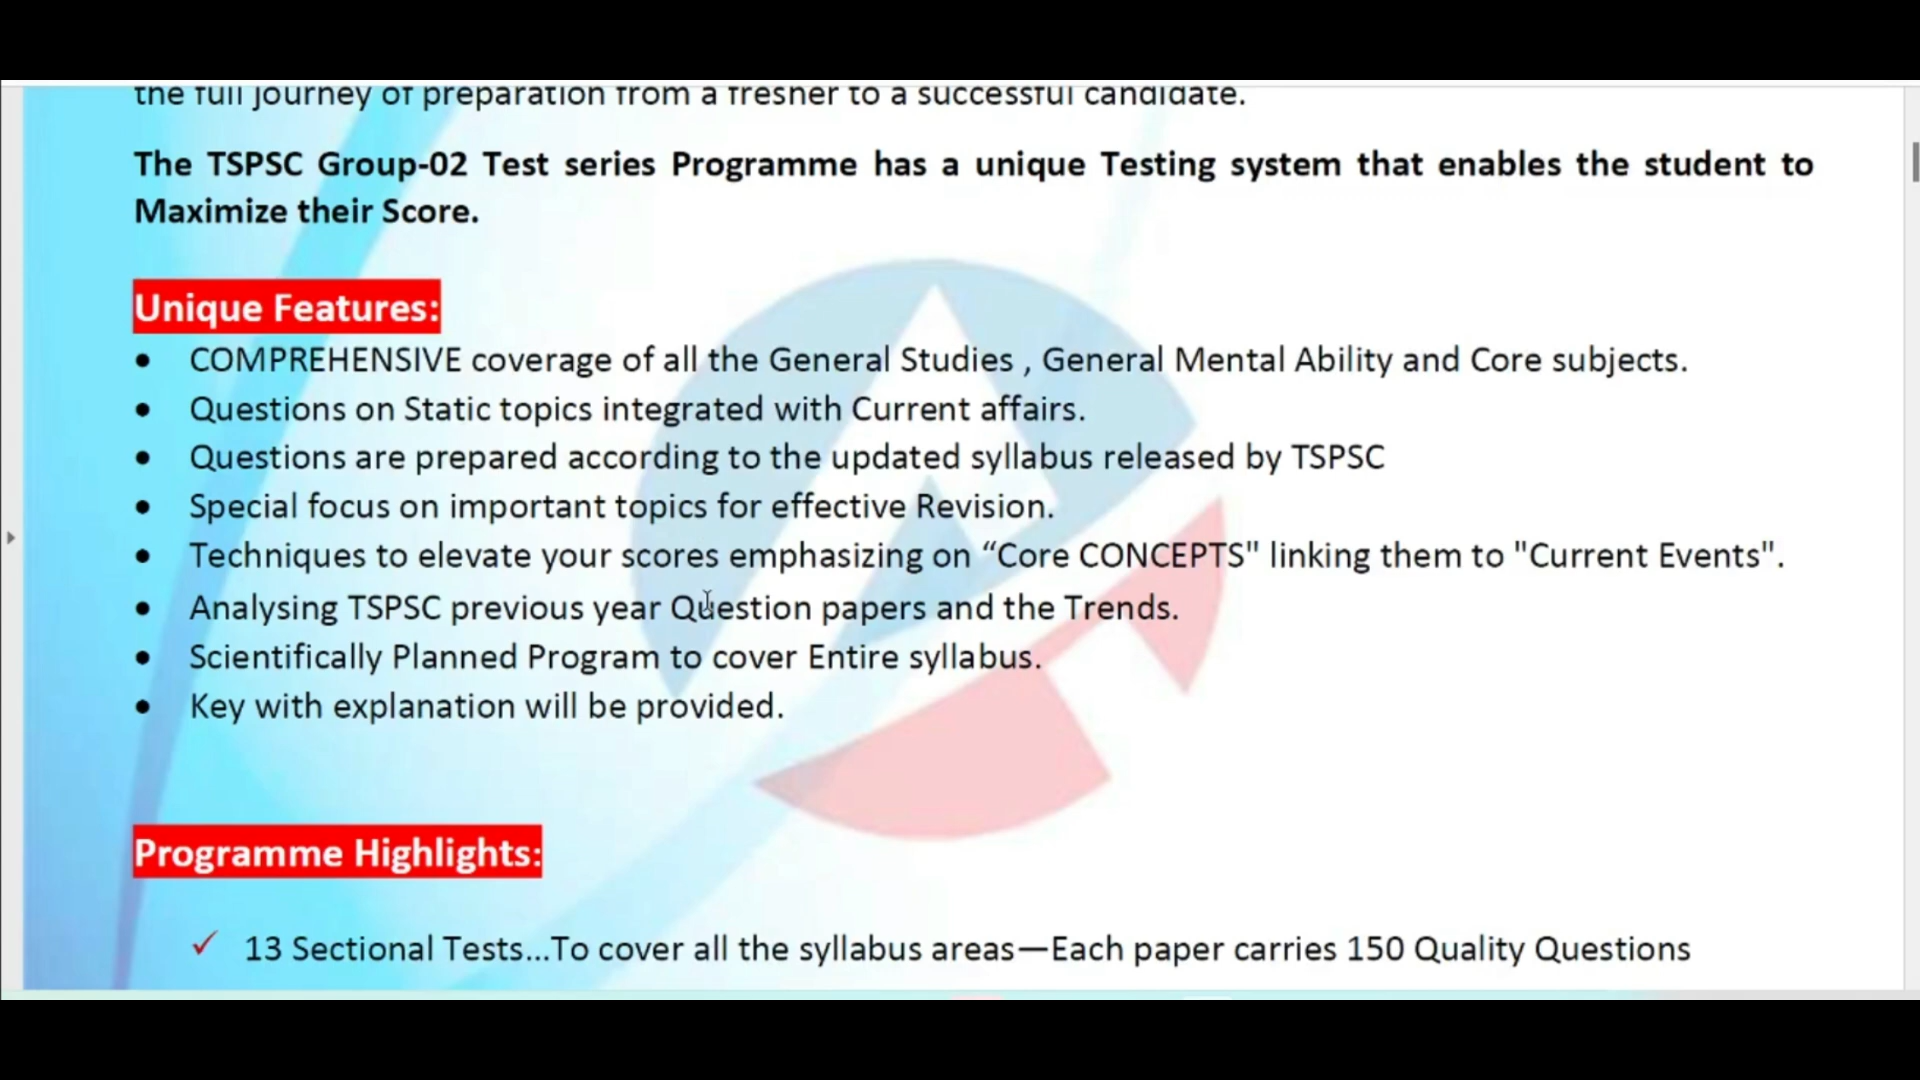 the full journey of preparation from a fresher to a successful candidate.
The TSPSC Group-02 Test series Programme has a unique Testing system that enables the student to
Maximize their Score.
Unique Features:
• COMPREHENSIVE coverage of all the General Studies , General Mental Ability and Core subjects.
• Questions on Static topics integrated with Current affairs.
• Questions are prepared according to the updated syllabus released by TSPSC
• Special focus on important topics for effective Revision.
• Techniques to elevate your scores emphasizing on “Core CONCEPTS" linking them to "Current Events".
• Analysing TSPSC previous year Question papers and the Trends.
• Scientifically Planned Program to cover Entire syllabus.
• Key with explanation will be provided.
Programme Highlights:
✓ 13 Sectional Tests...To cover all the syllabus areas—Each paper carries 150 Quality Questions